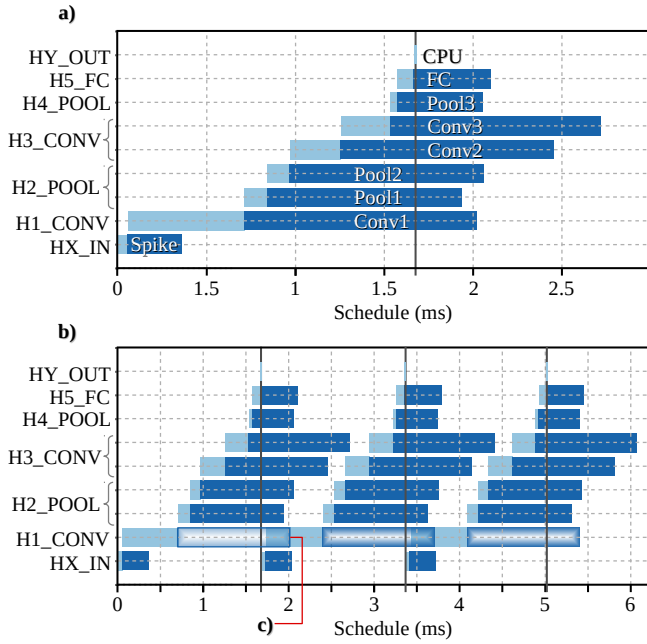 a)
HY_OUT
CPU
H5_FC
FC
H4_POOL
Pool3
H3_CONV
Conv3
Conv2
H2_POOL
Pool2
Pool1
H1_CONV
Conv1
HX_IN
Spike
0 1.5 1 1.5 2 2.5
Schedule (ms)
b)
HY_OUT
H5_FC
H4_POOL
H3_CONV
H2_POOL
H1_CONV
HX_IN
0 1 2 3 4 5 6
c)
Schedule (ms)